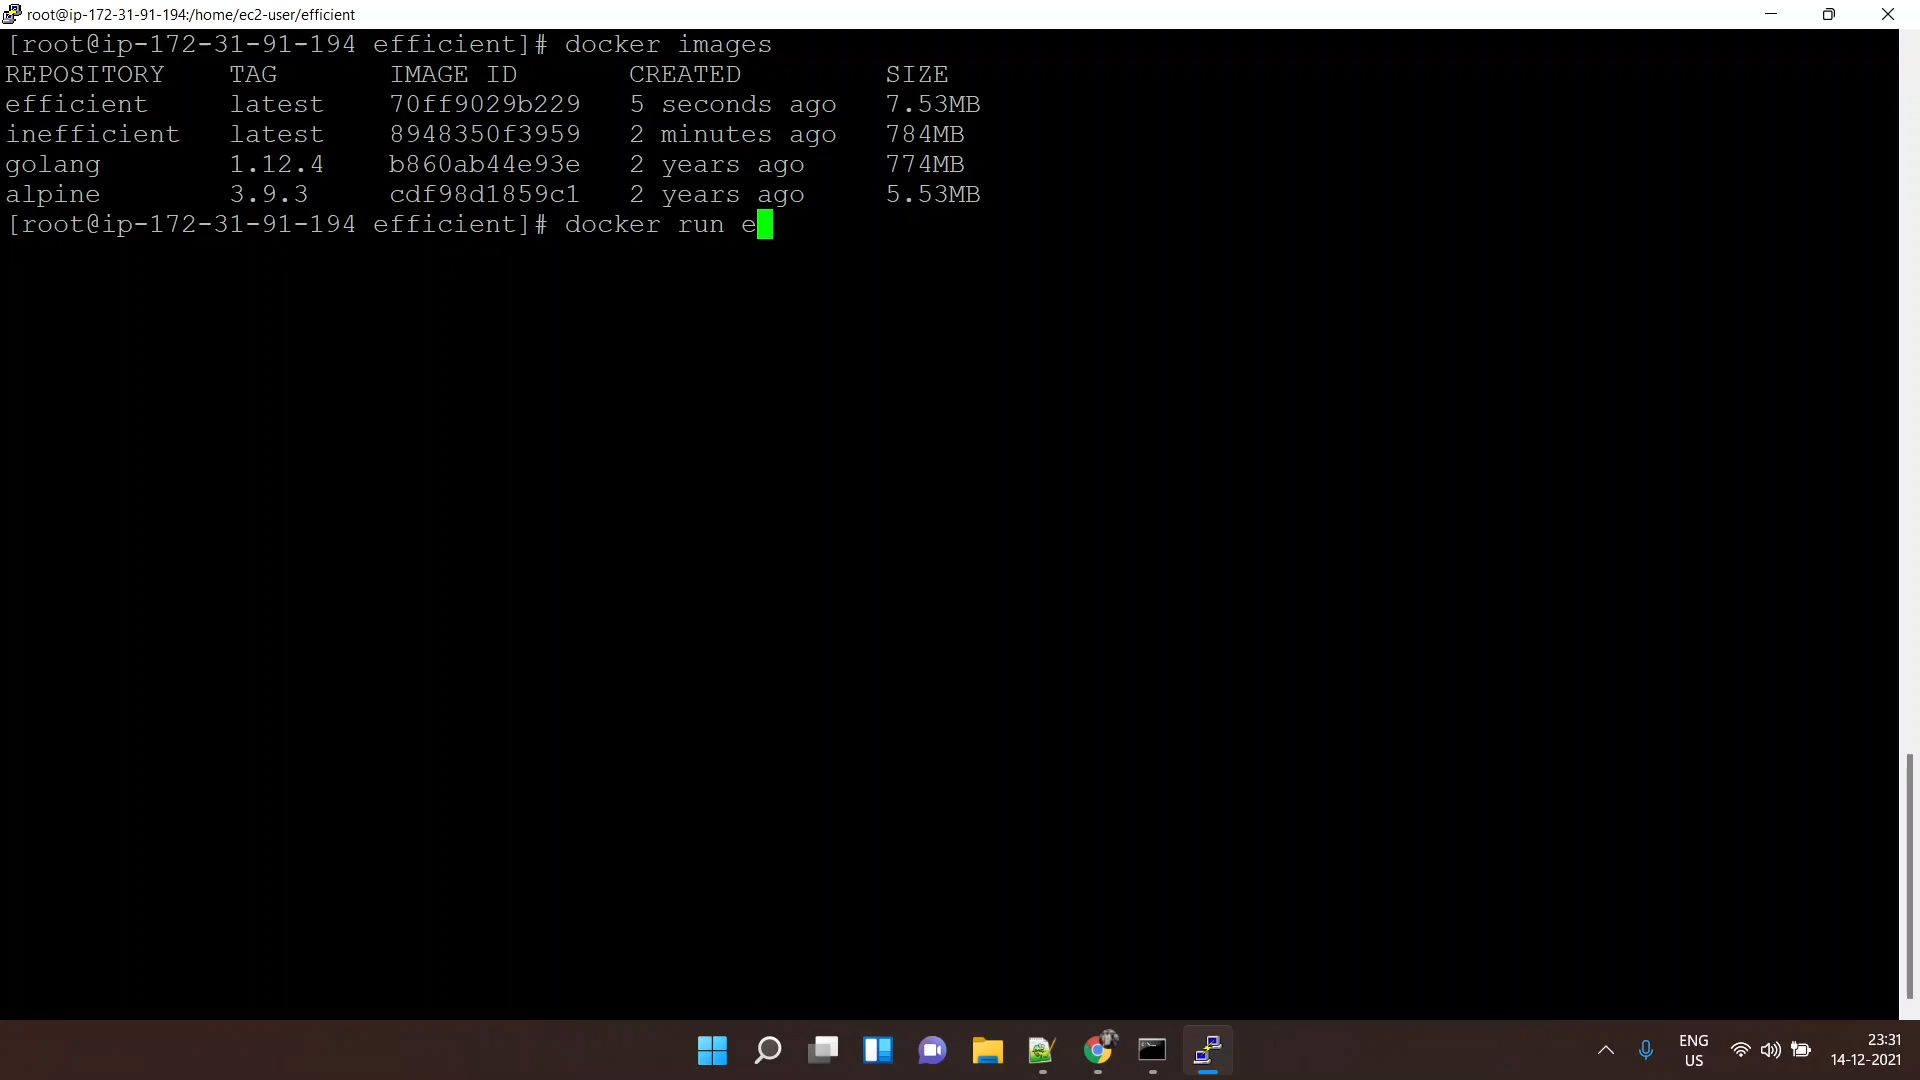 root@ip-172-31-91-194:/home/ec2-user/efficient
[root@ip-172-31-91-194 efficient]# docker images
REPOSITORY TAG IMAGE ID CREATED SIZE
efficient latest 70ff9029b229 5 seconds ago 7.53MB
inefficient latest 8948350f3959 2 minutes ago 784MB
golang 1.12.4 b860ab44e93e 2 years ago 774MB
alpine 3.9.3 cdf98d1859c1 2 years ago 5.53MB
[root@ip-172-31-91-194 efficient]# docker run e
ENG
US
23:31
14-12-2021